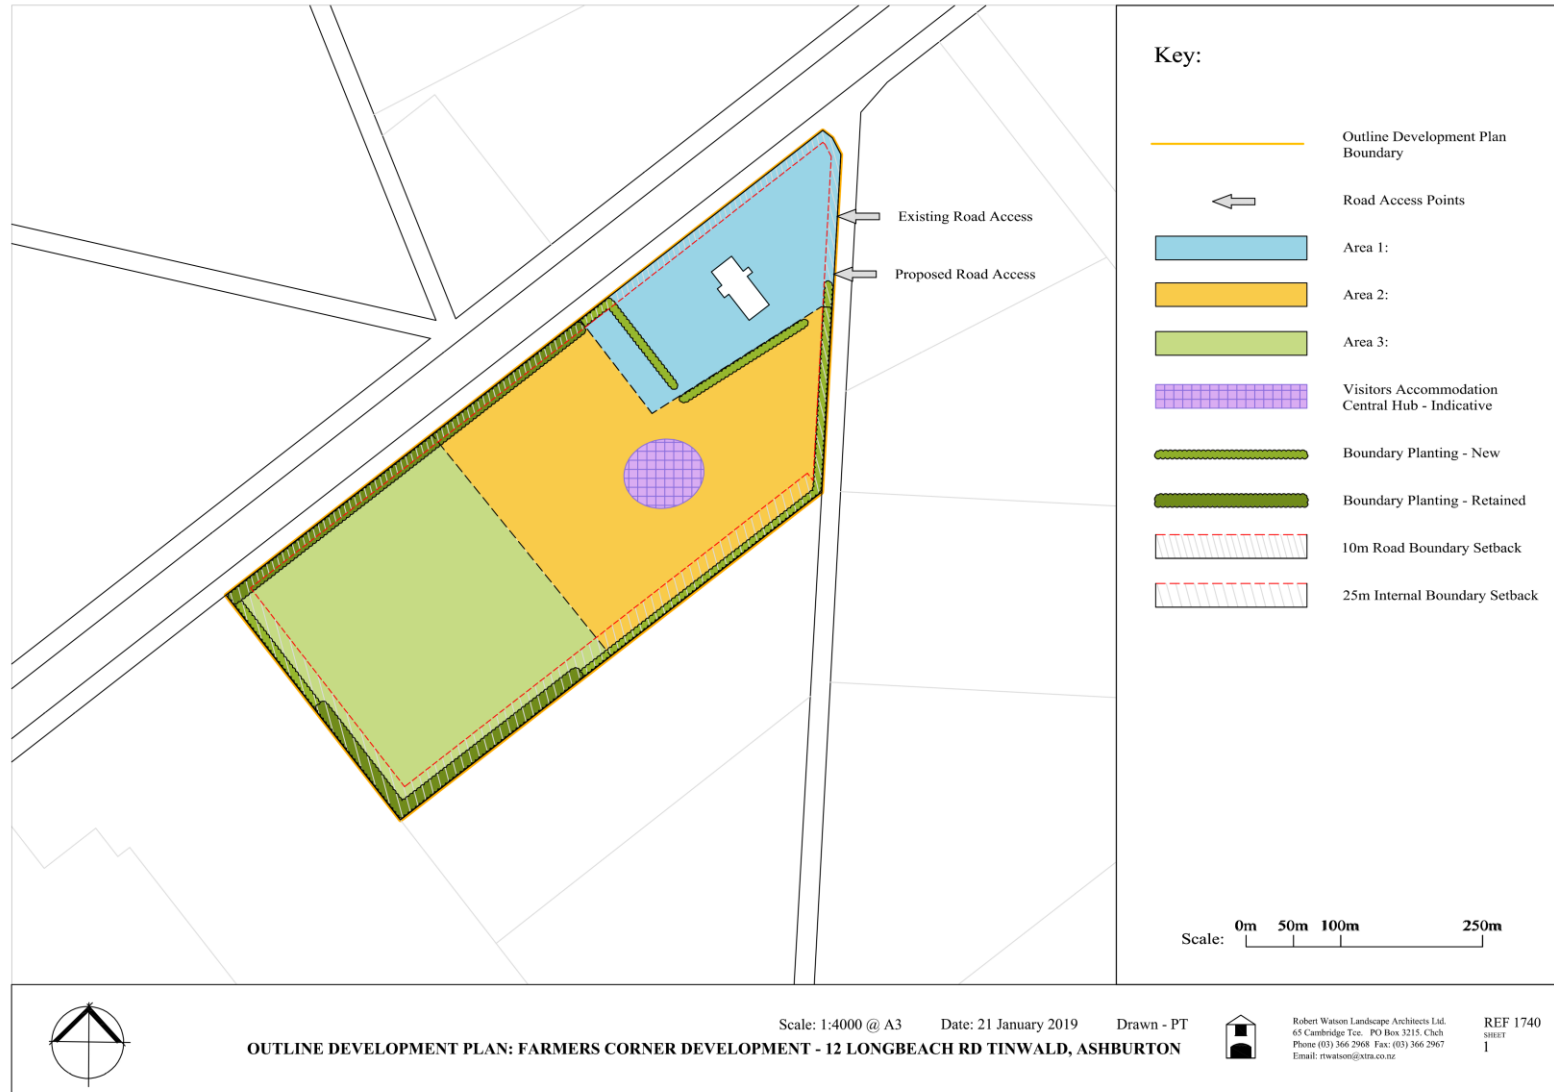 Key:
Outline Development Plan
Boundary
Road Access Points
Area 1:
Area 2:
Area 3:
Visitors Accommodation
Central Hub - Indicative
Boundary Planting - New
Boundary Planting - Retained
10m Road Boundary Setback
25m Internal Boundary Setback
Existing Road Access
Proposed Road Access
Scale: 0m 50m 100m 250m
Scale: 1:4000 @ A3 Date: 21 January 2019 Drawn - PT
OUTLINE DEVELOPMENT PLAN: FARMERS CORNER DEVELOPMENT - 12 LONGBEACH RD TINWALD, ASHBURTON
Robert Watson Landscape Architects Ltd.
65 Cambridge Tce. PO Box 3215. Chch
Phone (03) 366 2968 Fax: (03) 366 2967
Email: rtwatson@xtra.co.nz
REF 1740
SHEET
1